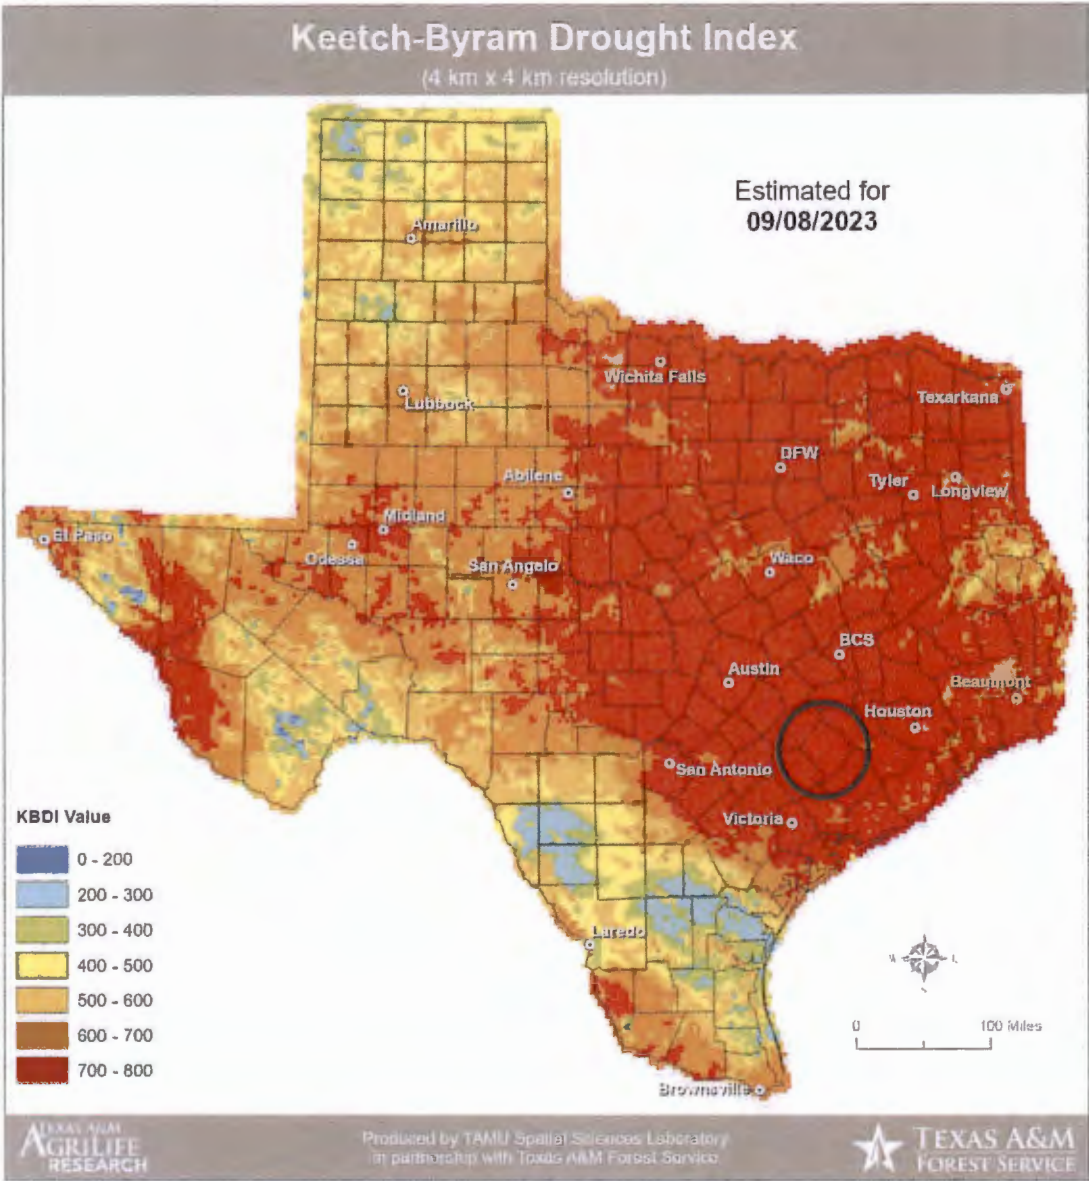 Keetch-Byram Drought Index
(4 km x 4 km resolution)
Estimated for
09/08/2023
Amarillo
Wichita Falls
Lubbock
Texarkana
DFW
Abilene
Tyler
Longview
Midland
El Paso
Odessa
San Angelo
Waco
BCS
Austin
Beaumont
Houston
San Antonio
Victoria
KBDI Value
0 - 200
200 - 300
300 - 400
400 - 500
500 - 600
600 - 700
700 - 800
Laredo
W
S
0 100 Miles
Brownsville
TEXAS A&M
AGRILIFE
RESEARCH
Produced by TAMU Spatial Sciences Laboratory
in partnership with Texas A&M Forest Service
TEXAS A&M
FOREST SERVICE